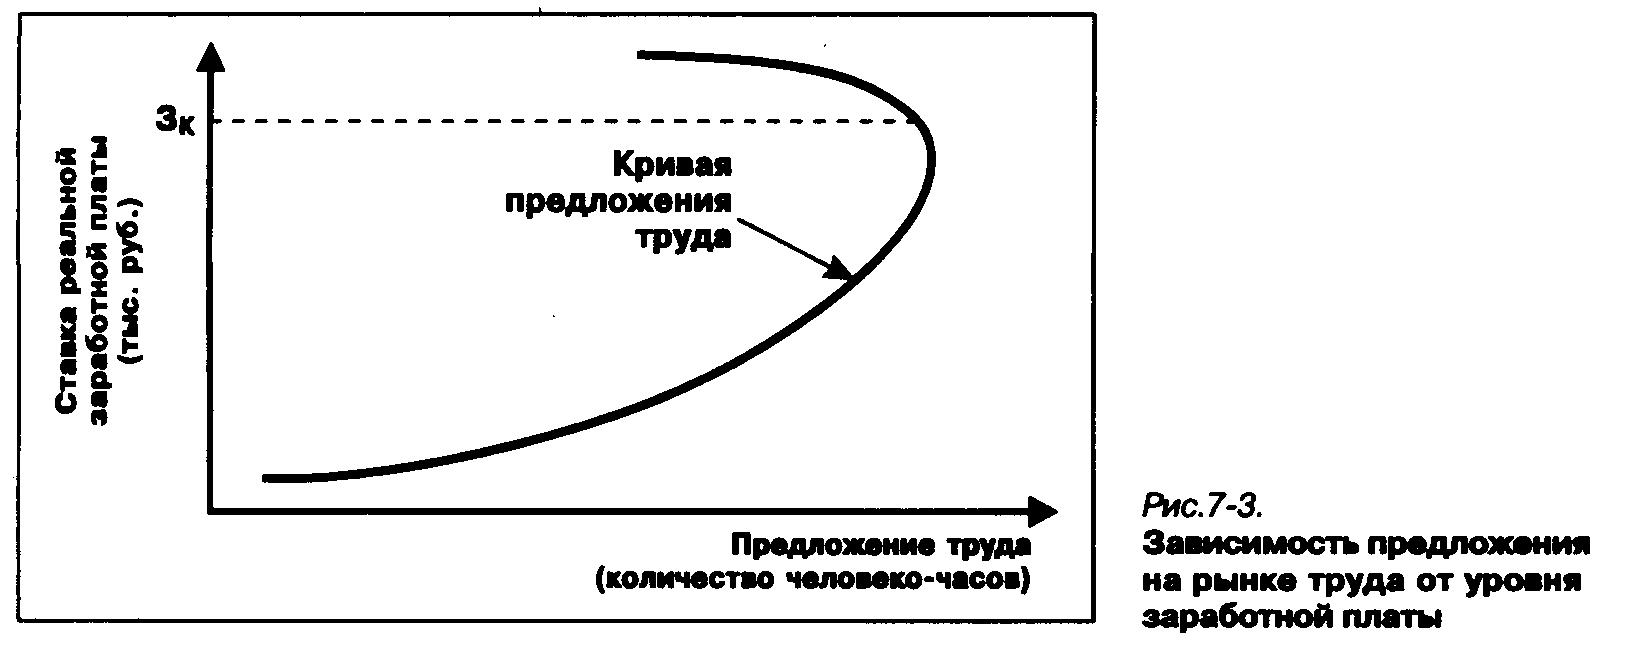 Ставка реальной
заработной платы
(тыс. руб.)
Зк
Кривая
предложения
труда
Предложение труда
(количество человеко-часов)
Рис.7-3.
Зависимость предложения
на рынке труда от уровня
заработной платы